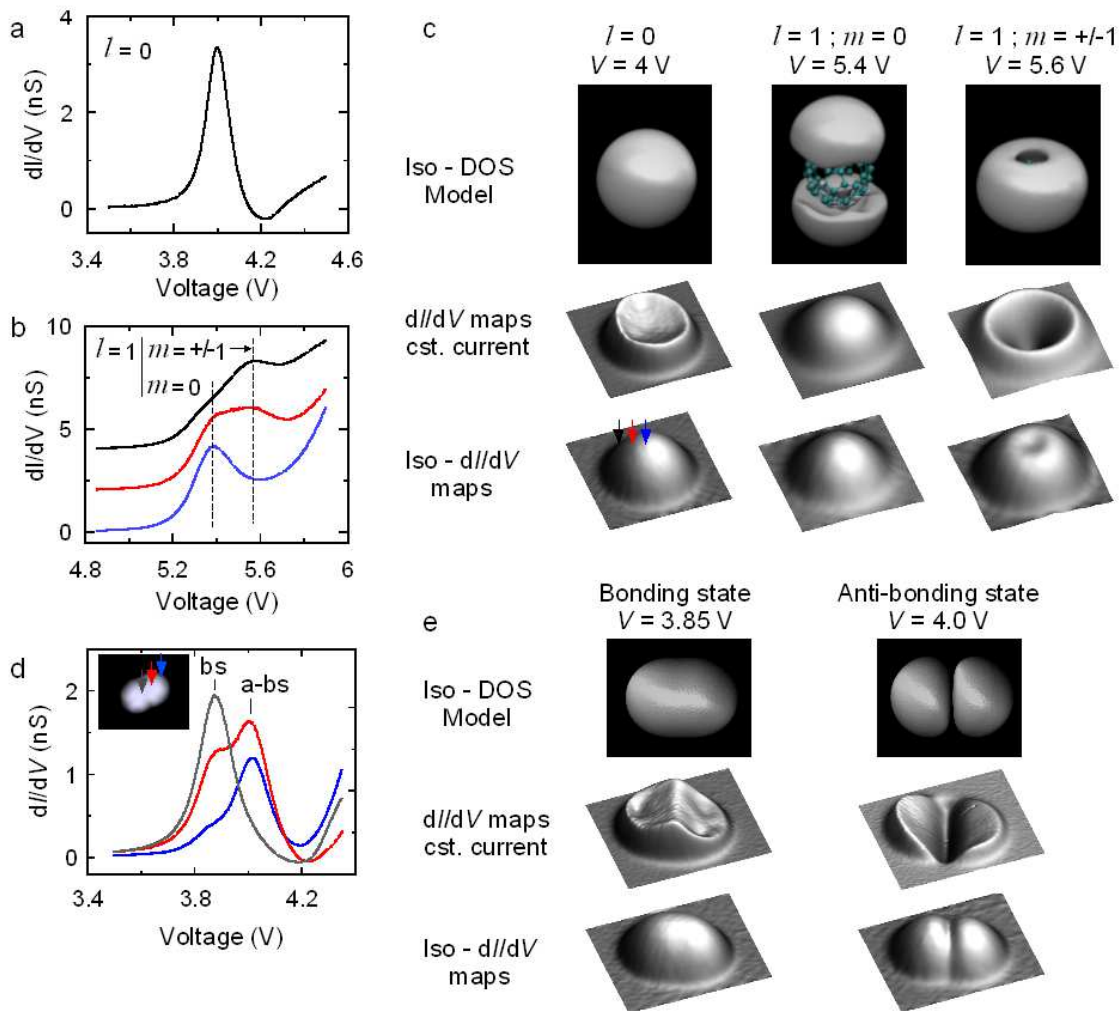 a
l = 0
4
2
0
dI/dV (nS)
3.4 3.8 4.2 4.6
Voltage (V)
b
l = 1 m = +/-1
m = 0
10
5
0
dI/dV (nS)
4.8 5.2 5.6 6
Voltage (V)
c
l = 0 l = 1 ; m = 0 l = 1 ; m = +/-1
V = 4 V V = 5.4 V V = 5.6 V
Iso - DOS
Model
dI/dV maps
cst. current
Iso - dI/dV
maps
d
bs
a-bs
2
1
0
dI/dV (nS)
3.4 3.8 4.2
Voltage (V)
e
Bonding state Anti-bonding state
V = 3.85 V V = 4.0 V
Iso - DOS
Model
dI/dV maps
cst. current
Iso - dI/dV
maps